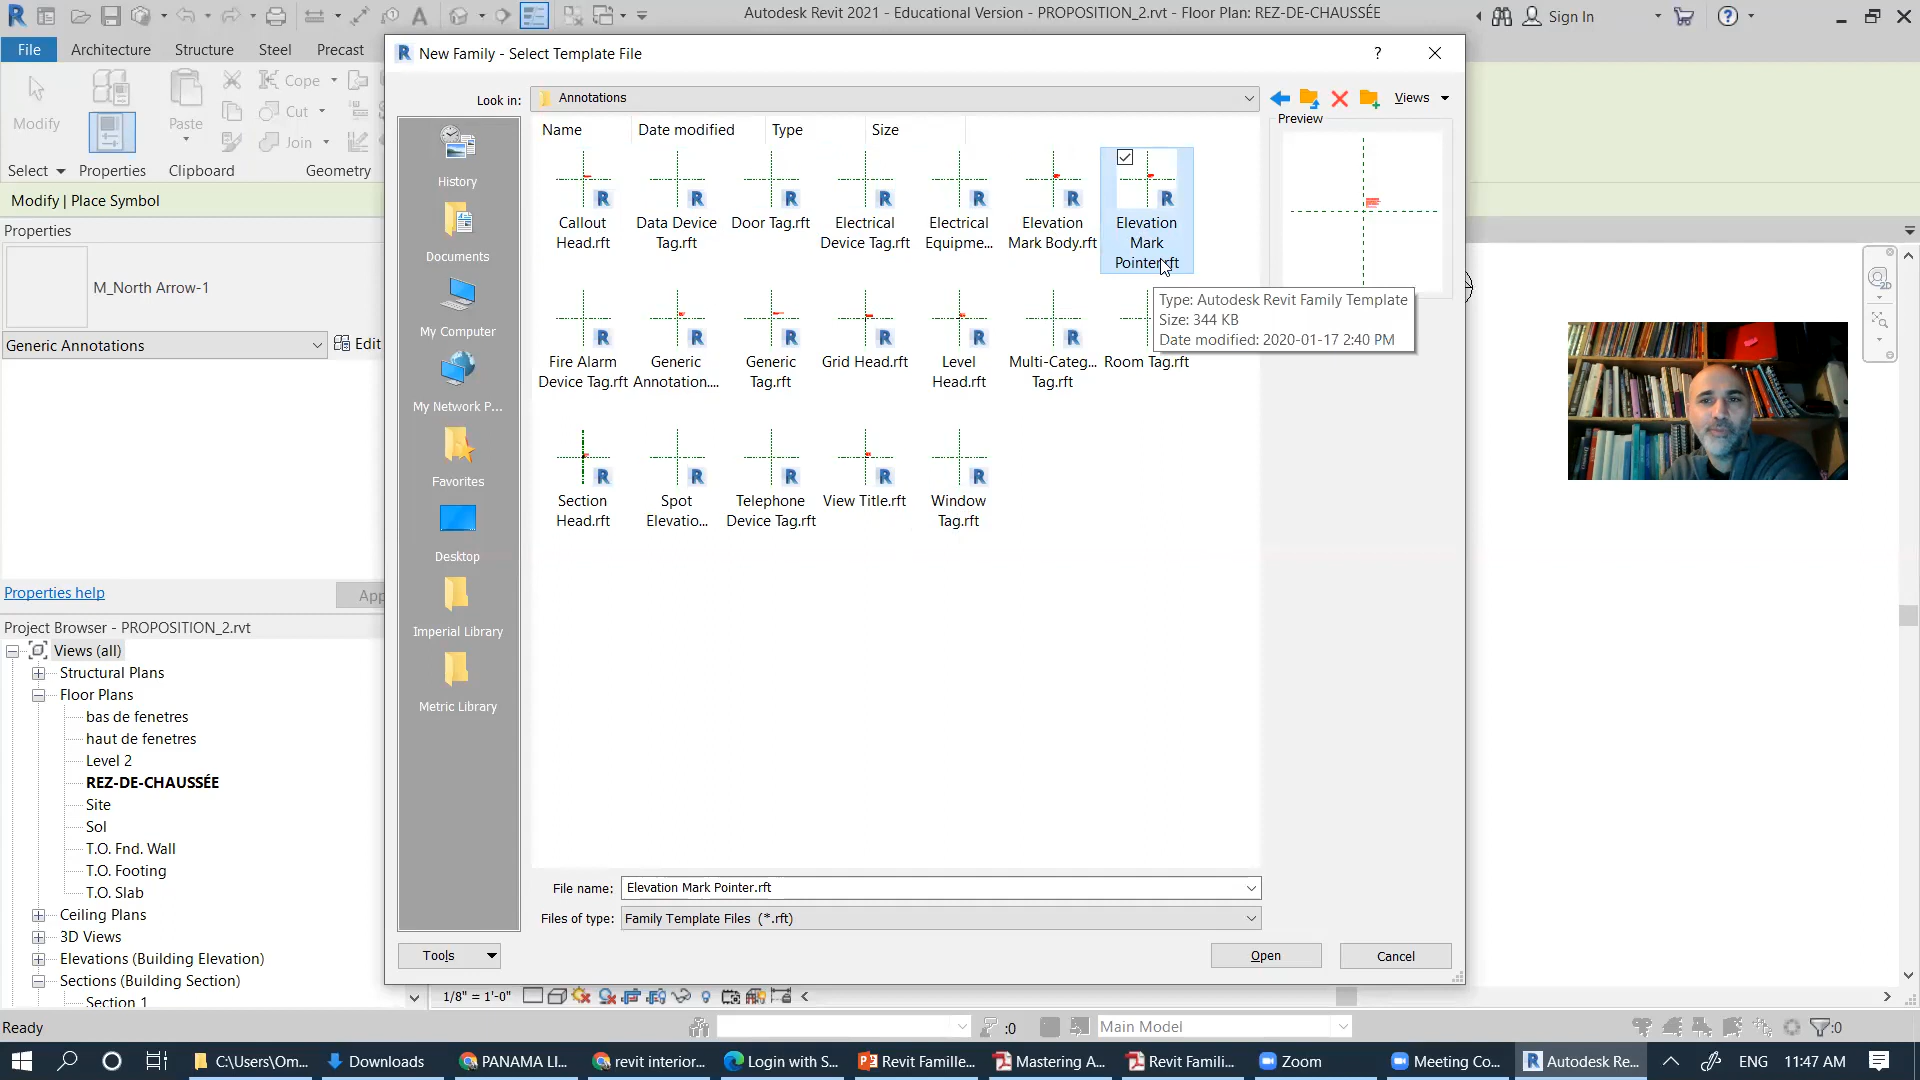 Autodesk Revit 2021 - Educational Version - PROPOSITION_2.rvt - Floor Plan: REZ-DE-CHAUSSÉE
Sign In
File Architecture Structure Steel Precast
Modify
Paste
Cope
Cut
Join
Select Properties Clipboard Geometry
Modify | Place Symbol
Properties
M_North Arrow-1
Generic Annotations
Edit
Properties help
App
Project Browser - PROPOSITION_2.rvt
Views (all)
Structural Plans
Floor Plans
bas de fenetres
haut de fenetres
Level 2
REZ-DE-CHAUSSÉE
Site
Sol
T.O. Fnd. Wall
T.O. Footing
T.O. Slab
Ceiling Plans
3D Views
Elevations (Building Elevation)
Sections (Building Section)
Section 1
New Family - Select Template File
Look in:
Annotations
Views
History
Documents
My Computer
My Network P...
Favorites
Desktop
Imperial Library
Metric Library
Name Date modified Type Size
Callout Head.rft
Data Device Tag.rft
Door Tag.rft
Electrical Device Tag.rft
Electrical Equipme...
Elevation Mark Body.rft
Elevation Mark Pointer.rft
Fire Alarm Device Tag.rft
Generic Annotation....
Generic Tag.rft
Grid Head.rft
Level Head.rft
Multi-Categ... Tag.rft
Room Tag.rft
Section Head.rft
Spot Elevatio...
Telephone Device Tag.rft
View Title.rft
Window Tag.rft
Preview
Type: Autodesk Revit Family Template
Size: 344 KB
Date modified: 2020-01-17 2:40 PM
File name: Elevation Mark Pointer.rft
Files of type: Family Template Files (*.rft)
Tools
Open
Cancel
1/8" = 1'-0"
Ready
:0
Main Model
:0
C:\Users\Om...
Downloads
PANAMA LI...
revit interior...
Login with S...
Revit Famille...
Mastering A...
Revit Famili...
Zoom
Meeting Co...
Autodesk Re...
ENG
11:47 AM